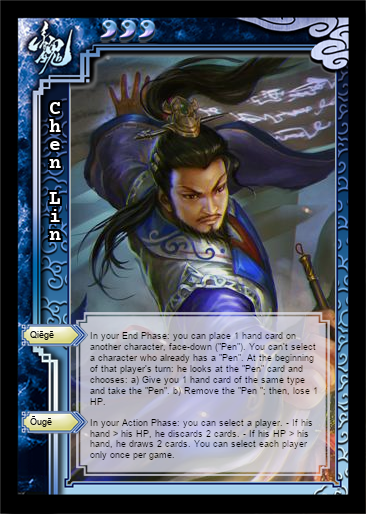 魏
Chen Lin
Qiēgē
In your End Phase: you can place 1 hand card on
another character, face-down ("Pen"). You can't select
a character who already has a "Pen". At the beginning
of that player's turn: he looks at the "Pen" card and
chooses: a) Give you 1 hand card of the same type
and take the "Pen". b) Remove the "Pen "; then, lose 1
HP.
Ōugē
In your Action Phase: you can select a player. - If his
hand > his HP, he discards 2 cards. - If his HP > his
hand, he draws 2 cards. You can select each player
only once per game.